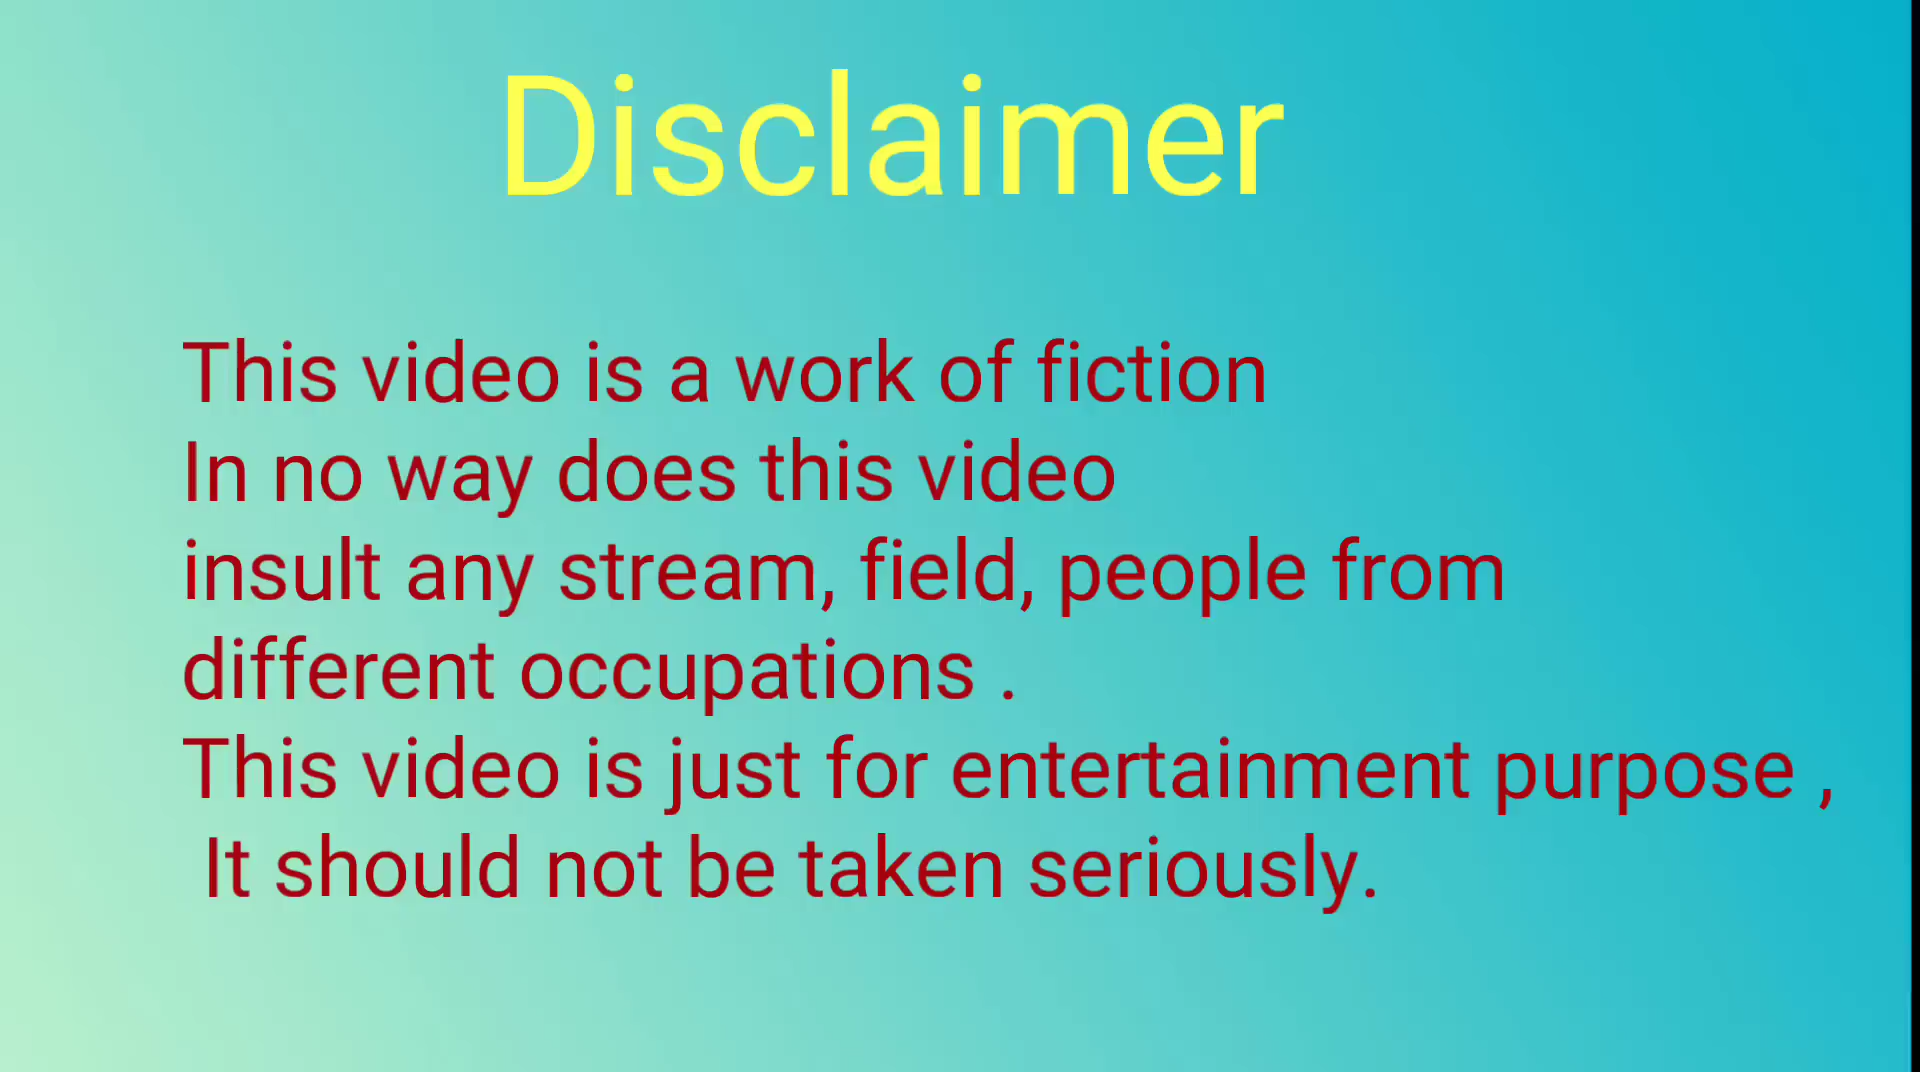 Disclaimer
This video is a work of fiction
In no way does this video
insult any stream, field, people from
different occupations .
This video is just for entertainment purpose ,
It should not be taken seriously.